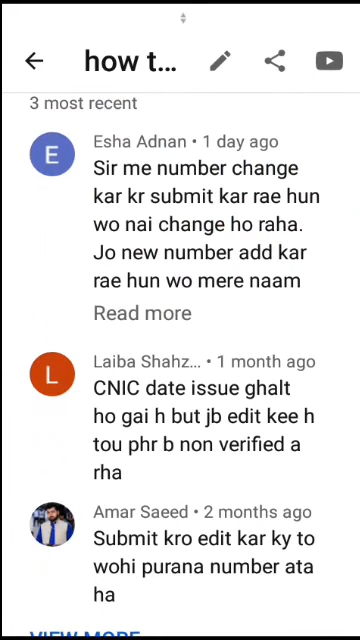 how t...
3 most recent
Esha Adnan • 1 day ago
Sir me number change
kar kr submit kar rae hun
wo nai change ho raha.
Jo new number add kar
rae hun wo mere naam
Read more
Laiba Shahz... • 1 month ago
CNIC date issue ghalt
ho gai h but jb edit kee h
tou phr b non verified a
rha
Amar Saeed • 2 months ago
Submit kro edit kar ky to
wohi purana number ata
ha
VIEW MORE
E
L